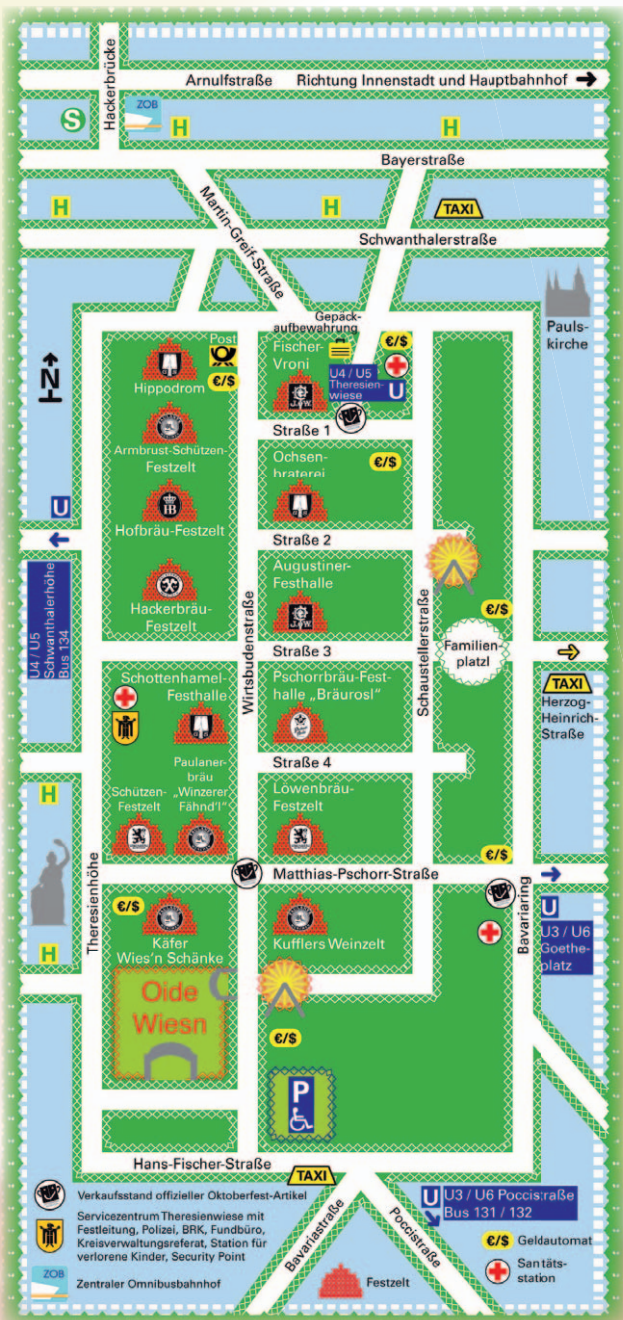 Arnulfstraße
Richtung Innenstadt und Hauptbahnhof
Hackerbrücke
S
ZOB
H
H
Bayerstraße
H
H
TAXI
Martin-Greif-Straße
Schwanthalerstraße
Pauls-
kirche
N
Gepäck-
aufbewahrung
Post
€/$
Hippodrom
Fischer-
Vroni
€/$
U4 / U5
Theresien-
wiese
U
Straße 1
Armbrust-Schützen-
Festzelt
Ochsen-
braterei
€/$
HB
Hofbräu-Festzelt
U
Straße 2
U4 / U5
Schwanthalerhöhe
Bus 134
Augustiner-
Festhalle
Hackerbräu-
Festzelt
€/$
Wirtsbudenstraße
Schaustellerstraße
Straße 3
Familien-
platzl
Schottenhamel-
Festhalle
Pschorrbräu-Fest-
halle „Bräurosl"
TAXI
Herzog-
Heinrich-
Straße
Straße 4
Paulaner-
bräu
„Winzerer
Fähnd'l"
Schützen-
Festzelt
Löwenbräu-
Festzelt
H
€/$
Matthias-Pschorr-Straße
Theresienhöhe
Bavariaring
€/$
Käfer
Wies'n Schänke
Kufflers Weinzelt
U
U3 / U6
Goethe-
platz
H
Oide
Wiesn
€/$
P
Hans-Fischer-Straße
TAXI
Bavariastraße
Poccistraße
U
U3 / U6 Poccistraße
Bus 131 / 132
Verkaufsstand offizieller Oktoberfest-Artikel
Servicezentrum Theresienwiese mit
Festleitung, Polizei, BRK, Fundbüro,
Kreisverwaltungsreferat, Station für
verlorene Kinder, Security Point
ZOB
Zentraler Omnibusbahnhof
Festzelt
€/$
Geldautomat
Sanitäts-
station